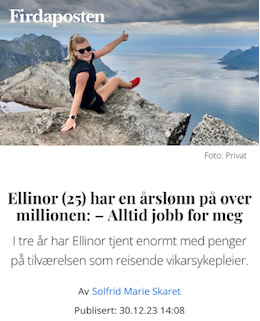 Firdaposten
Foto: Privat
Ellinor (25) har en årslønn på over
millionen: – Alltid jobb for meg
I tre år har Ellinor tjent enormt med penger
på tilværelsen som reisende vikarsykepleier.
Av Solfrid Marie Skaret
Publisert: 30.12.23 14:08